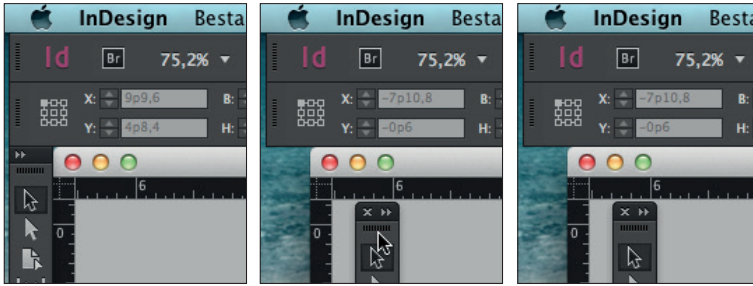 InDesign Besta
Id Br 75,2%
X: 9p9,6 B:
Y: 4p8,4 H:
6
0
InDesign Besta
Id Br 75,2%
X: -7p10,8 B:
Y: -0p6 H:
6
0
InDesign Besta
Id Br 75,2%
X: -7p10,8 B:
Y: -0p6 H:
6
0